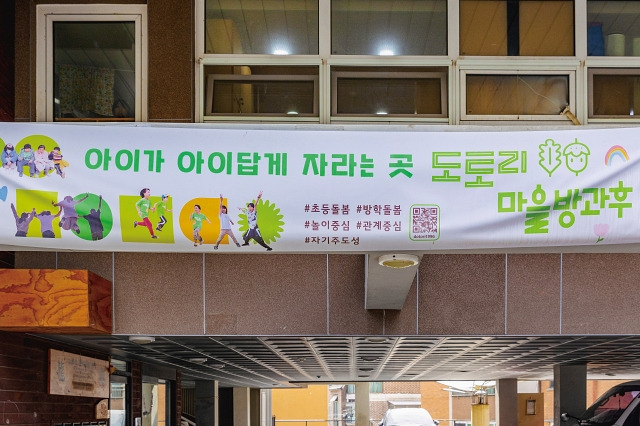 아이가 아이답게 자라는 곳
도토리
마을방과후
#초등돌봄 #방학돌봄
#놀이중심 #관계중심
#자기주도성